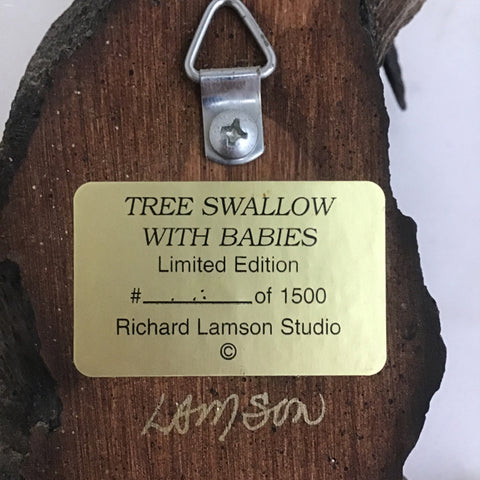 TREE SWALLOW
WITH BABIES
Limited Edition
# of 1500
Richard Lamson Studio
©
LAMSON